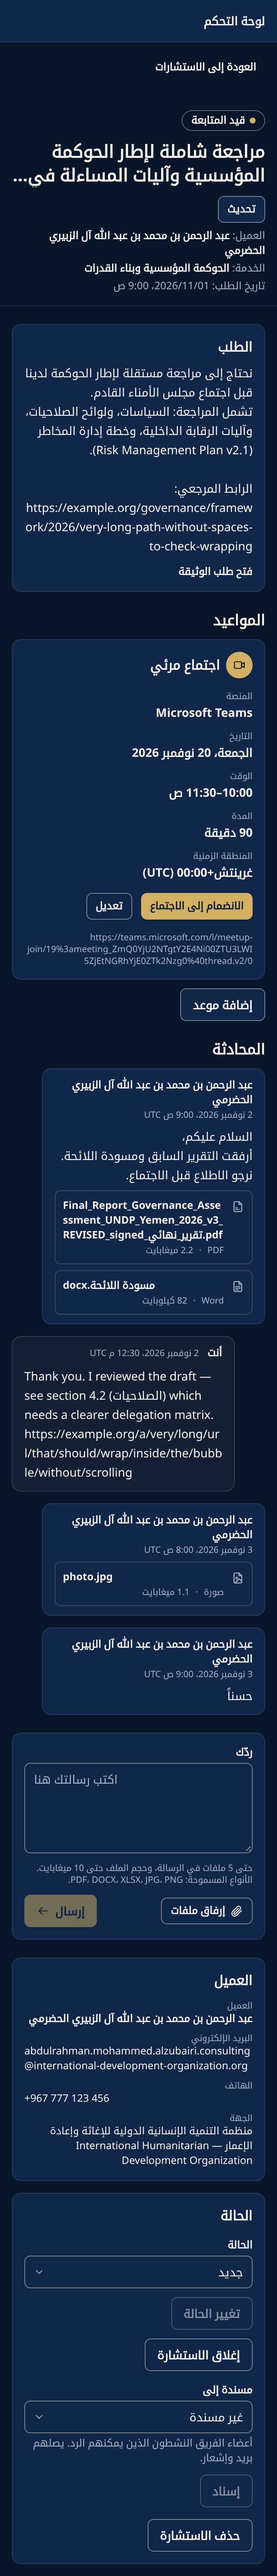 لوحة التحكم
العودة إلى الاستشارات
قيد المتابعة
مراجعة شاملة لإطار الحوكمة
المؤسسية وآليات المساءلة في...
تحديث
العميل: عبد الرحمن بن محمد بن عبد الله آل الزبيري
الحضرمي
الخدمة: الحوكمة المؤسسية وبناء القدرات
تاريخ الطلب: 2026/11/01، 9:00 ص
الطلب
نحتاج إلى مراجعة مستقلة لإطار الحوكمة لدينا
قبل اجتماع مجلس الأمناء القادم.
تشمل المراجعة: السياسات، ولوائح الصلاحيات،
وآليات الرقابة الداخلية، وخطة إدارة المخاطر
(Risk Management Plan v2.1).
الرابط المرجعي:
https://example.org/governance/framew
ork/2026/very-long-path-without-spaces-
to-check-wrapping
فتح طلب الوثيقة
المواعيد
اجتماع مرئي
المنصة
Microsoft Teams
التاريخ
الجمعة، 20 نوفمبر 2026
الوقت
10:00–11:30 ص
المدة
90 دقيقة
المنطقة الزمنية
غرينتش+00:00 (UTC)
الانضمام إلى الاجتماع
تعديل
https://teams.microsoft.com/l/meetup-
join/19%3ameeting_ZmQ0YjU2NTgtY2E4Ni00ZTU3LWI
5ZjEtNGRhYjE0ZTk2Nzg0%40thread.v2/0
إضافة موعد
المحادثة
عبد الرحمن بن محمد بن عبد الله آل الزبيري
الحضرمي
2 نوفمبر 2026، 9:00 ص UTC
السلام عليكم،
أرفقت التقرير السابق ومسودة اللائحة.
نرجو الاطلاع قبل الاجتماع.
Final_Report_Governance_Asse
ssment_UNDP_Yemen_2026_v3_
REVISED_signed_تقرير_نهائي.pdf
PDF · 2.2 ميغابايت
مسودة اللائحة.docx
Word · 82 كيلوبايت
أنت 2 نوفمبر 2026، 12:30 م UTC
Thank you. I reviewed the draft —
see section 4.2 (الصلاحيات) which
needs a clearer delegation matrix.
https://example.org/a/very/long/ur
l/that/should/wrap/inside/the/bubb
le/without/scrolling
عبد الرحمن بن محمد بن عبد الله آل الزبيري
الحضرمي
3 نوفمبر 2026، 8:00 ص UTC
photo.jpg
صورة · 1.1 ميغابايت
عبد الرحمن بن محمد بن عبد الله آل الزبيري
الحضرمي
3 نوفمبر 2026، 9:00 ص UTC
حسناً
ردّك
اكتب رسالتك هنا
حتى 5 ملفات في الرسالة، وحجم الملف حتى 10 ميغابايت.
الأنواع المسموحة: PDF، DOCX، XLSX، JPG، PNG.
إرفاق ملفات
إرسال
العميل
العميل
عبد الرحمن بن محمد بن عبد الله آل الزبيري الحضرمي
البريد الإلكتروني
abdulrahman.mohammed.alzubairi.consulting
@international-development-organization.org
الهاتف
+967 777 123 456
الجهة
منظمة التنمية الإنسانية الدولية للإغاثة وإعادة
الإعمار — International Humanitarian
Development Organization
الحالة
الحالة
جديد
تغيير الحالة
إغلاق الاستشارة
مسندة إلى
غير مسندة
أعضاء الفريق النشطون الذين يمكنهم الرد. يصلهم
بريد وإشعار.
إسناد
حذف الاستشارة